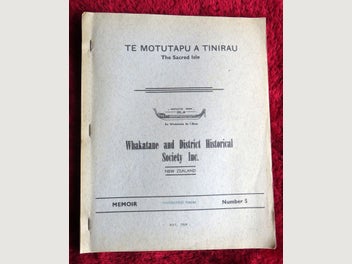 TE MOTUTAPU A TINIRAU
The Sacred Isle
Whakatane and District Historical
Society Inc.
NEW ZEALAND
MEMOIR
Number 5